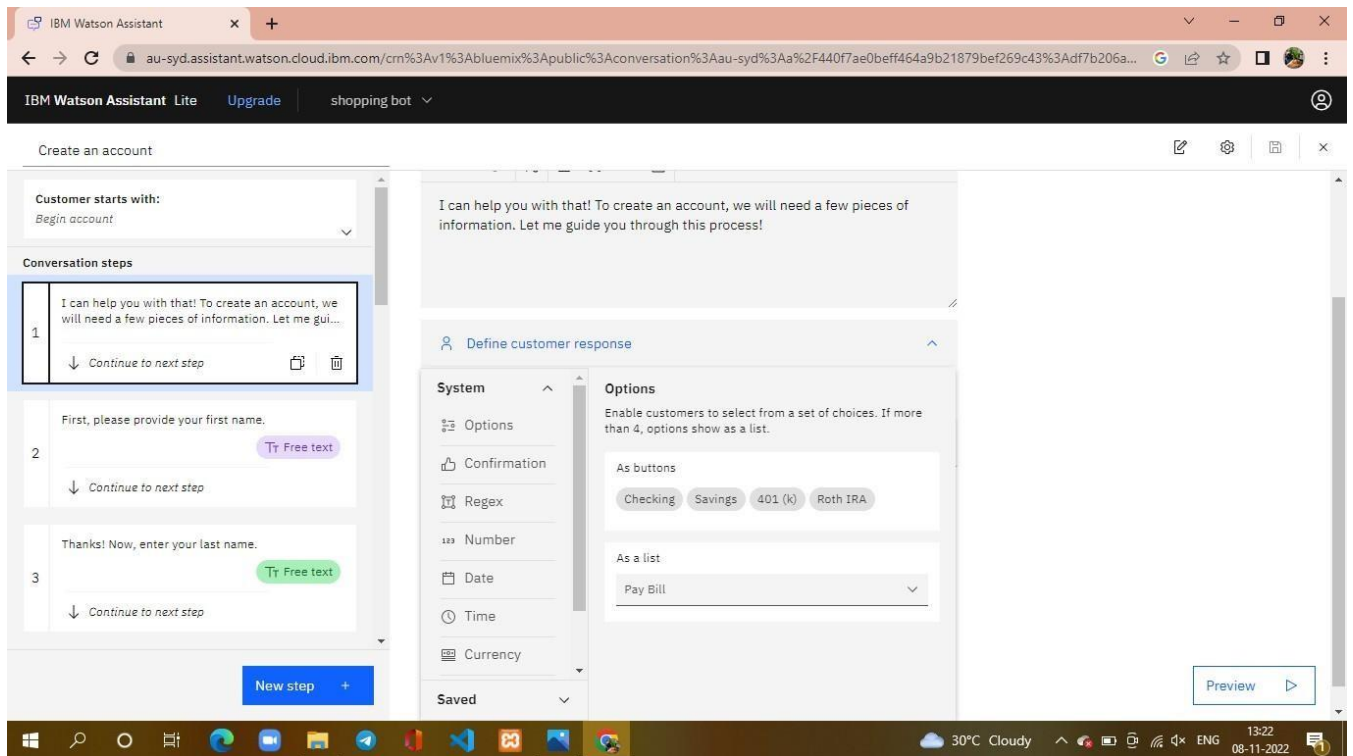 IBM Watson Assistant
au-syd.assistant.watson.cloud.ibm.com/crn%3Av1%3Abluemix%3Apublic%3Aconversation%3Aau-syd%3Aa%2F440f7ae0beff464a9b21879bef269c43%3Adf7b206a...
IBM Watson Assistant Lite Upgrade shopping bot
Create an account
Customer starts with:
Begin account
Conversation steps
1
I can help you with that! To create an account, we
will need a few pieces of information. Let me gui...
Continue to next step
2
First, please provide your first name.
Tт Free text
Continue to next step
3
Thanks! Now, enter your last name.
Tт Free text
Continue to next step
New step +
I can help you with that! To create an account, we will need a few pieces of
information. Let me guide you through this process!
Define customer response
System
Options
Confirmation
Regex
123 Number
Date
Time
Currency
Saved
Options
Enable customers to select from a set of choices. If more
than 4, options show as a list.
As buttons
Checking Savings 401 (k) Roth IRA
As a list
Pay Bill
Preview
30°C Cloudy ENG 13:22
08-11-2022